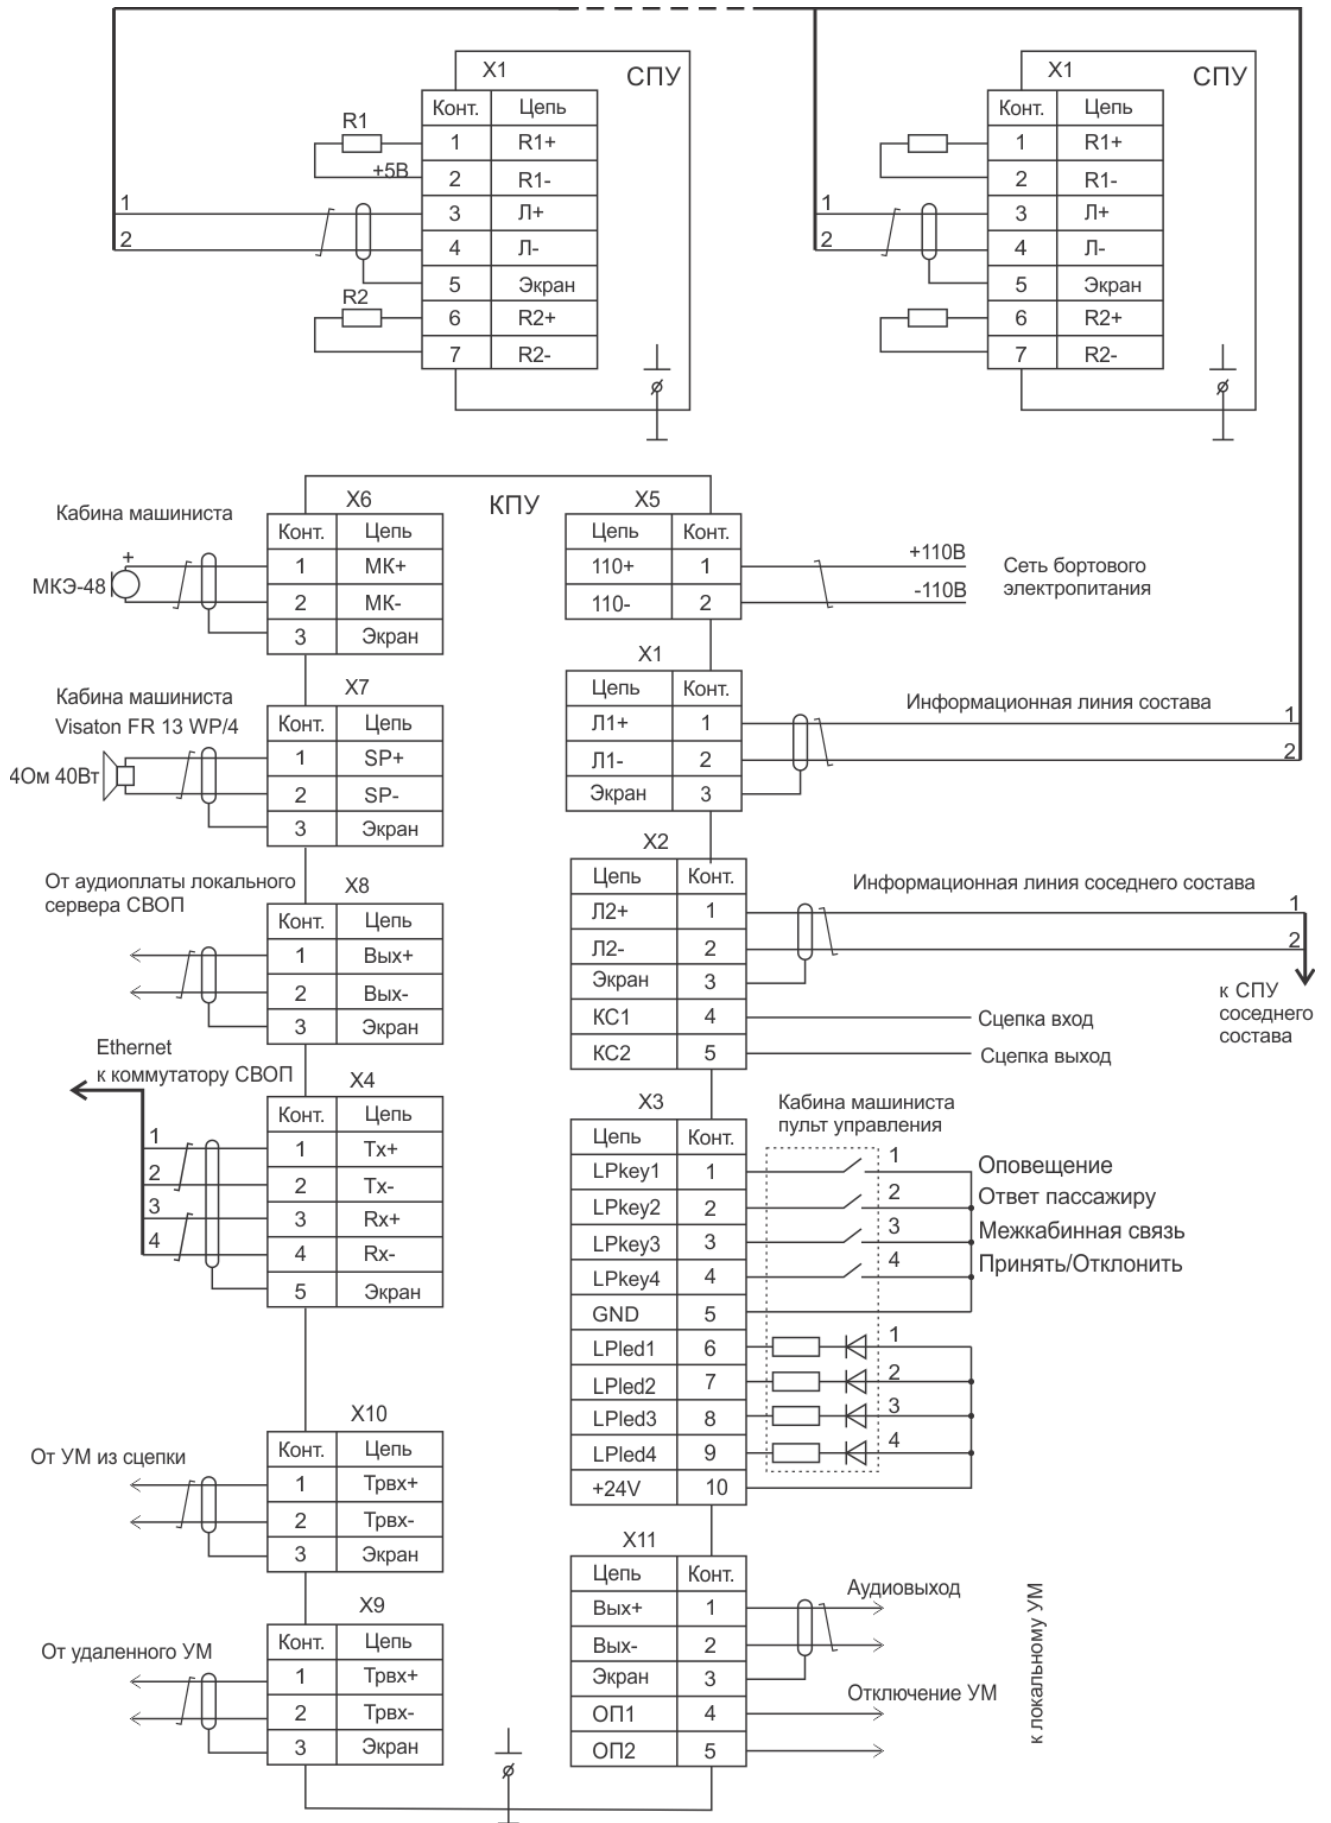 X1 СПУ
Конт. Цепь
R1 1 R1+
+5В 2 R1-
1 3 Л+
2 4 Л-
5 Экран
R2 6 R2+
7 R2-
X1 СПУ
Конт. Цепь
1 R1+
2 R1-
1 3 Л+
2 4 Л-
5 Экран
6 R2+
7 R2-
КПУ
Кабина машиниста
X6
Конт. Цепь
МКЭ-48 + 1 МК+
2 МК-
3 Экран
Кабина машиниста
Visaton FR 13 WP/4
4Ом 40Вт
X7
Конт. Цепь
1 SP+
2 SP-
3 Экран
От аудиоплаты локального
сервера СВОП
X8
Конт. Цепь
1 Вых+
2 Вых-
3 Экран
Ethernet
к коммутатору СВОП
X4
Конт. Цепь
1 1 Tx+
2 2 Tx-
3 3 Rx+
4 4 Rx-
5 Экран
От УМ из сцепки
X10
Конт. Цепь
1 Трвх+
2 Трвх-
3 Экран
От удаленного УМ
X9
Конт. Цепь
1 Трвх+
2 Трвх-
3 Экран
X5
Цепь Конт.
110+ 1 +110В
110- 2 -110В
Сеть бортового
электропитания
X1
Цепь Конт.
Информационная линия состава
Л1+ 1 1
Л1- 2 2
Экран 3
X2
Цепь Конт.
Информационная линия соседнего состава
Л2+ 1 1
Л2- 2 2
Экран 3
к СПУ
соседнего
состава
КС1 4 Сцепка вход
КС2 5 Сцепка выход
X3
Кабина машиниста
пульт управления
Цепь Конт.
LPkey1 1 1 Оповещение
LPkey2 2 2 Ответ пассажиру
LPkey3 3 3 Межкабинная связь
LPkey4 4 4 Принять/Отклонить
GND 5
LPled1 6 1
LPled2 7 2
LPled3 8 3
LPled4 9 4
+24V 10
X11
Цепь Конт.
Аудиовыход
Вых+ 1
Вых- 2
Экран 3
Отключение УМ
ОП1 4
ОП2 5
к локальному УМ